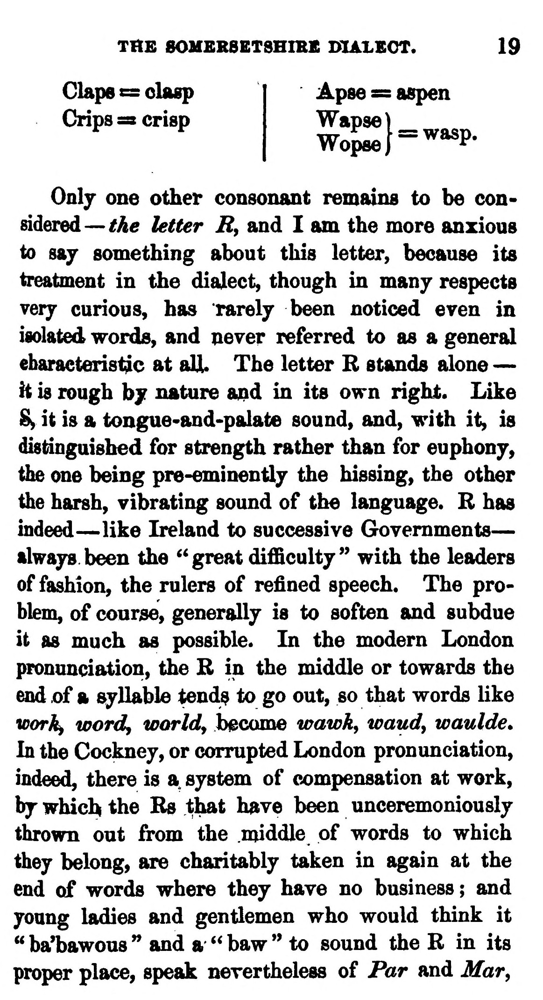 THE SOMERSETSHIRE DIALECT. 19
Claps = clasp
Crips = crisp
Apse = aspen
Wapse
Wopse } = wasp.
Only one other consonant remains to be con-
sidered — the letter R, and I am the more anxious
to say something about this letter, because its
treatment in the dialect, though in many respects
very curious, has rarely been noticed even in
isolated words, and never referred to as a general
characteristic at all. The letter R stands alone —
it is rough by nature and in its own right. Like
S, it is a tongue-and-palate sound, and, with it, is
distinguished for strength rather than for euphony,
the one being pre-eminently the hissing, the other
the harsh, vibrating sound of the language. R has
indeed — like Ireland to successive Governments —
always been the “great difficulty” with the leaders
of fashion, the rulers of refined speech. The pro-
blem, of course, generally is to soften and subdue
it as much as possible. In the modern London
pronunciation, the R in the middle or towards the
end of a syllable tends to go out, so that words like
work, word, world, become wawk, waud, waulde.
In the Cockney, or corrupted London pronunciation,
indeed, there is a system of compensation at work,
by which the Rs that have been unceremoniously
thrown out from the middle of words to which
they belong, are charitably taken in again at the
end of words where they have no business; and
young ladies and gentlemen who would think it
“ba’bawous” and a “baw” to sound the R in its
proper place, speak nevertheless of Par and Mar,